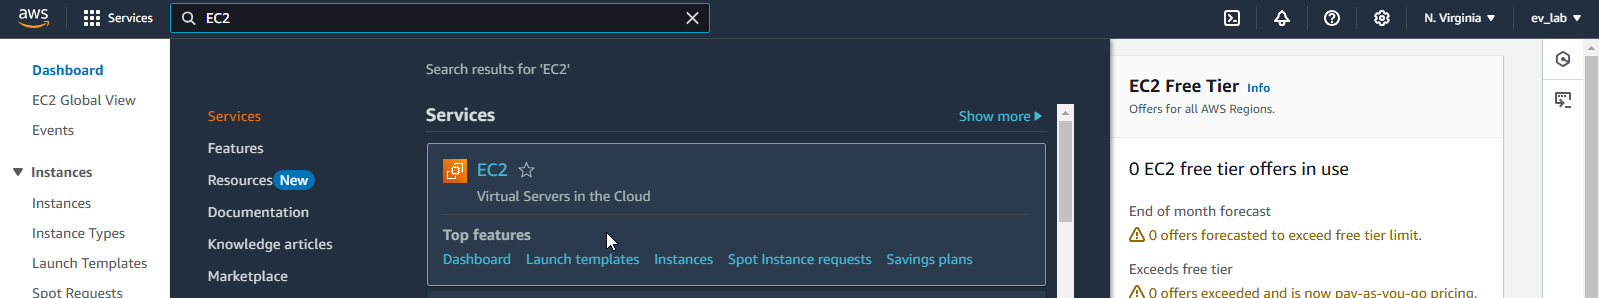 aws
Services
EC2
N. Virginia
ev_lab
Dashboard
EC2 Global View
Events
Instances
Instances
Instance Types
Launch Templates
Spot Requests
Search results for 'EC2'
Services
Features
Resources New
Documentation
Knowledge articles
Marketplace
Services
Show more
EC2
Virtual Servers in the Cloud
Top features
Dashboard Launch templates Instances Spot Instance requests Savings plans
EC2 Free Tier Info
Offers for all AWS Regions.
0 EC2 free tier offers in use
End of month forecast
0 offers forecasted to exceed free tier limit.
Exceeds free tier
0 offers exceeded and is now pay-as-you-go pricing.